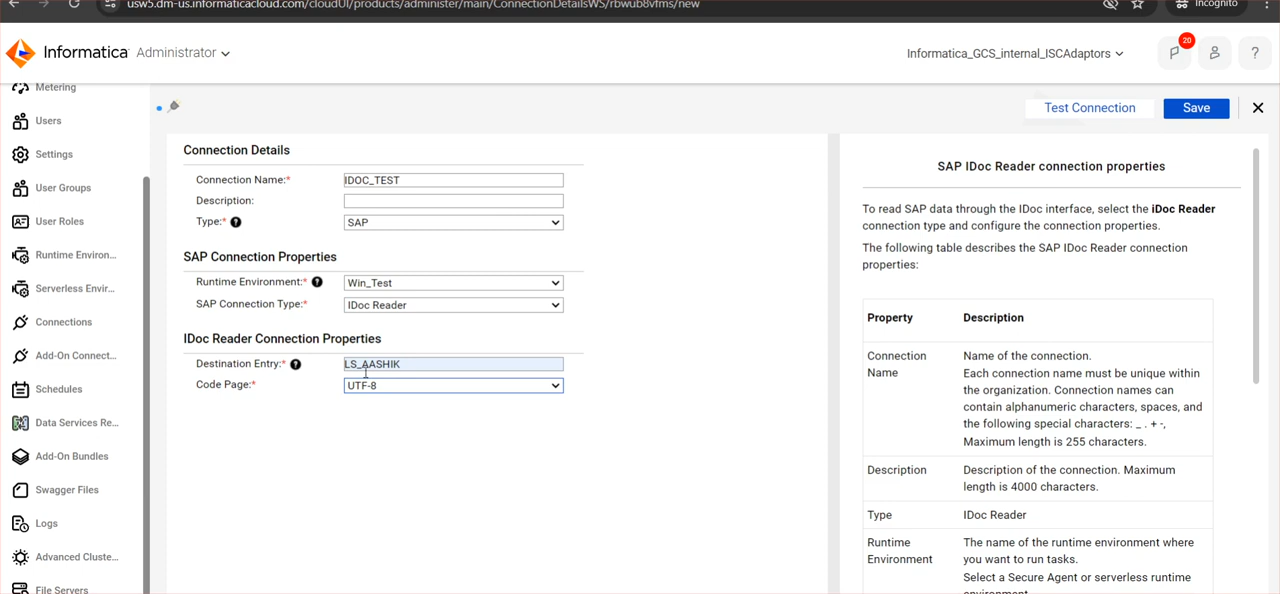 usw5.dm-us.informaticacloud.com/cloudUI/products/administer/main/ConnectionDetailsWS/rbwub8vfms/new
Incognito
Informatica Administrator
Informatica_GCS_internal_ISCAdaptors
20
?
Metering
Users
Settings
User Groups
User Roles
Runtime Environ...
Serverless Envir...
Connections
Add-On Connect...
Schedules
Data Services Re...
Add-On Bundles
Swagger Files
Logs
Advanced Cluste...
File Servers
Test Connection
Save
Connection Details
Connection Name:* IDOC_TEST
Description:
Type:* ? SAP
SAP Connection Properties
Runtime Environment:* ? Win_Test
SAP Connection Type:* IDoc Reader
IDoc Reader Connection Properties
Destination Entry:* ? LS_AASHIK
Code Page:* UTF-8
SAP IDoc Reader connection properties
To read SAP data through the IDoc interface, select the iDoc Reader
connection type and configure the connection properties.
The following table describes the SAP IDoc Reader connection
properties:
Property Description
Connection Name
Name of the connection.
Each connection name must be unique within
the organization. Connection names can
contain alphanumeric characters, spaces, and
the following special characters: _ . + -,
Maximum length is 255 characters.
Description
Description of the connection. Maximum
length is 4000 characters.
Type IDoc Reader
Runtime Environment
The name of the runtime environment where
you want to run tasks.
Select a Secure Agent or serverless runtime
environment.